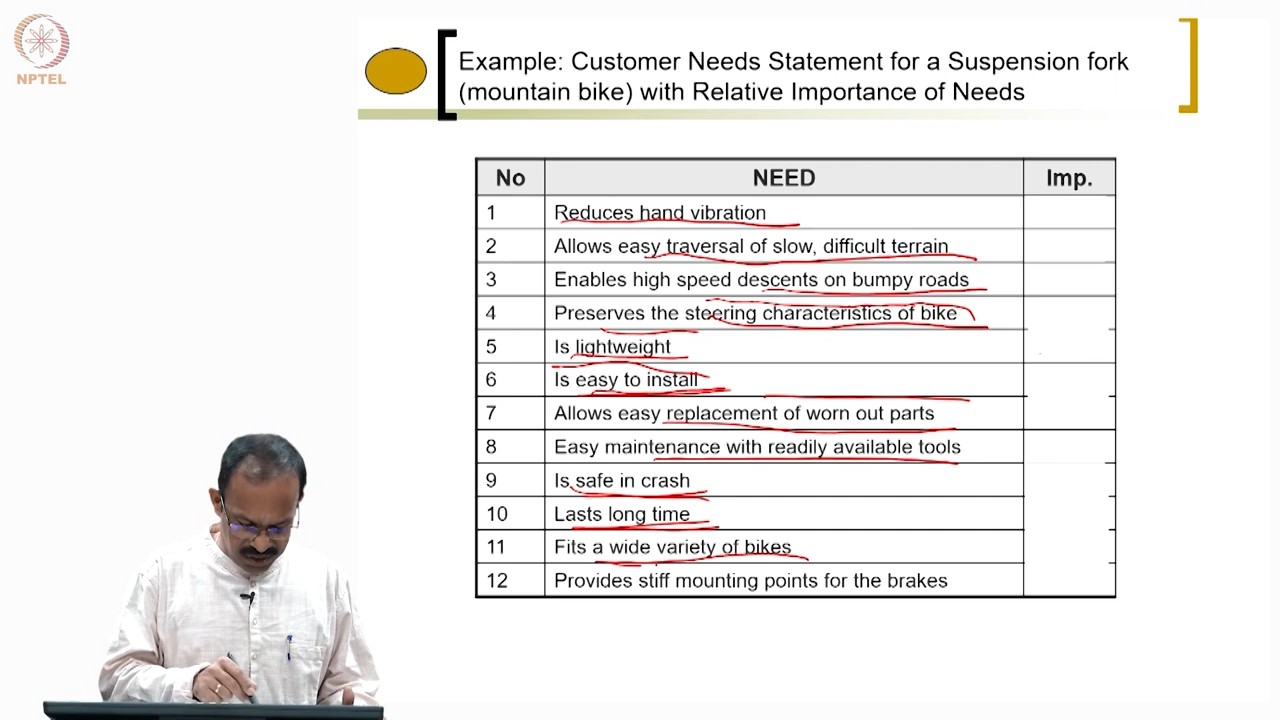 NPTEL
Example: Customer Needs Statement for a Suspension fork
(mountain bike) with Relative Importance of Needs
No NEED Imp.
1 Reduces hand vibration
2 Allows easy traversal of slow, difficult terrain
3 Enables high speed descents on bumpy roads
4 Preserves the steering characteristics of bike
5 Is lightweight
6 Is easy to install
7 Allows easy replacement of worn out parts
8 Easy maintenance with readily available tools
9 Is safe in crash
10 Lasts long time
11 Fits a wide variety of bikes
12 Provides stiff mounting points for the brakes